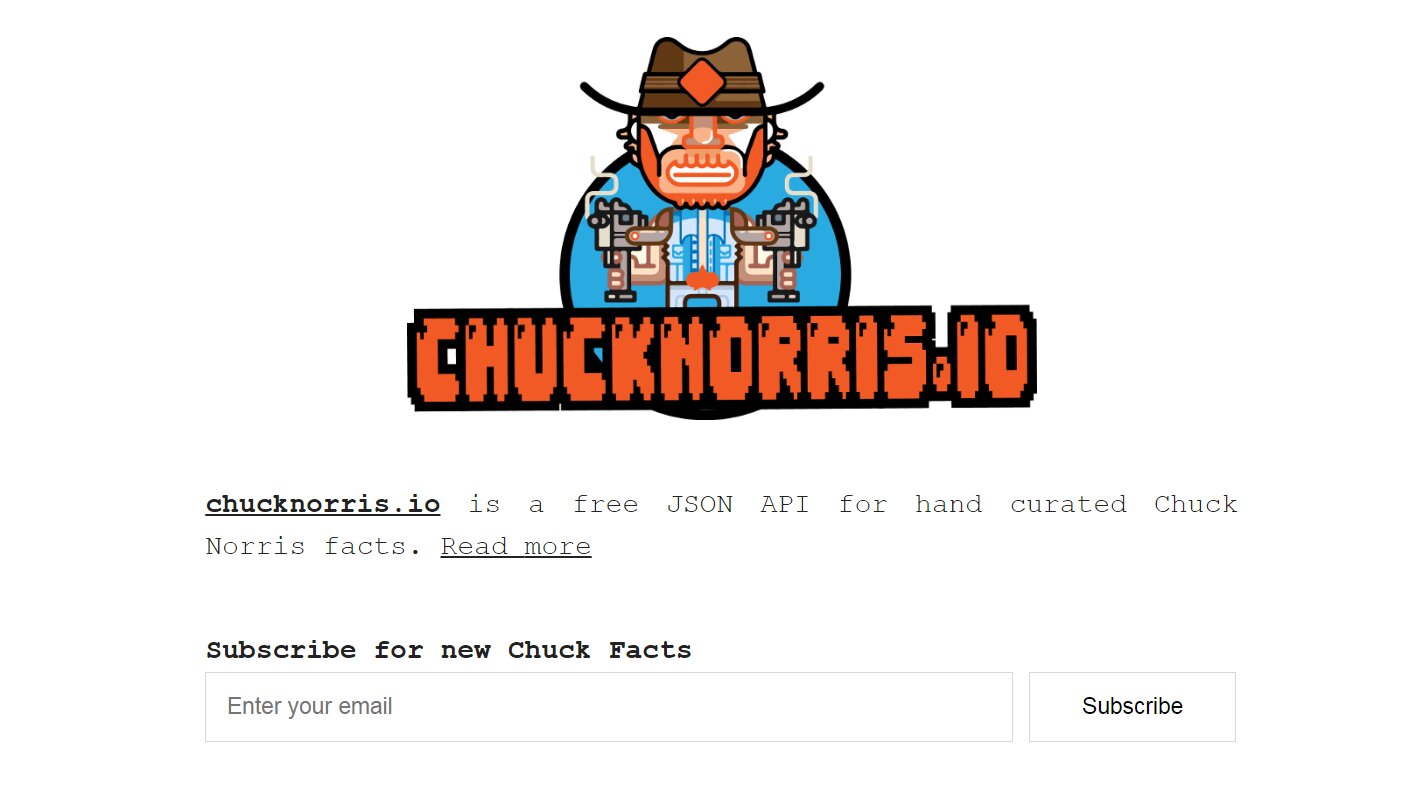 CHUCKNORRIS.IO
chucknorris.io is a free JSON API for hand curated Chuck
Norris facts. Read more
Subscribe for new Chuck Facts
Enter your email
Subscribe